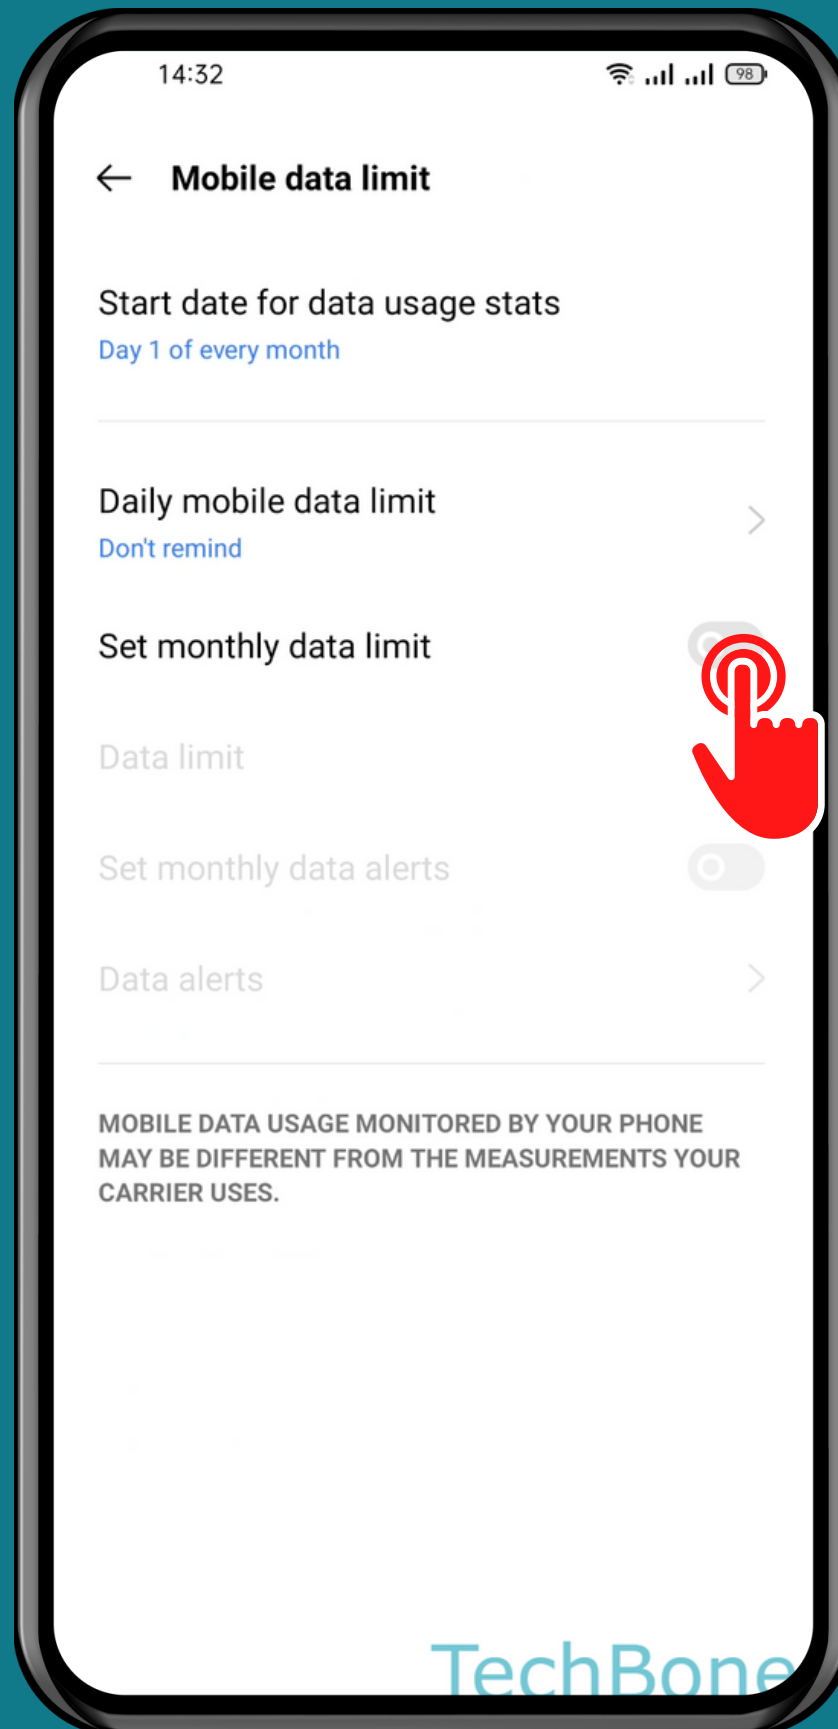 14:32
98
Mobile data limit
Start date for data usage stats
Day 1 of every month
Daily mobile data limit
Don't remind
Set monthly data limit
Data limit
Set monthly data alerts
Data alerts
MOBILE DATA USAGE MONITORED BY YOUR PHONE
MAY BE DIFFERENT FROM THE MEASUREMENTS YOUR
CARRIER USES.
TechBone